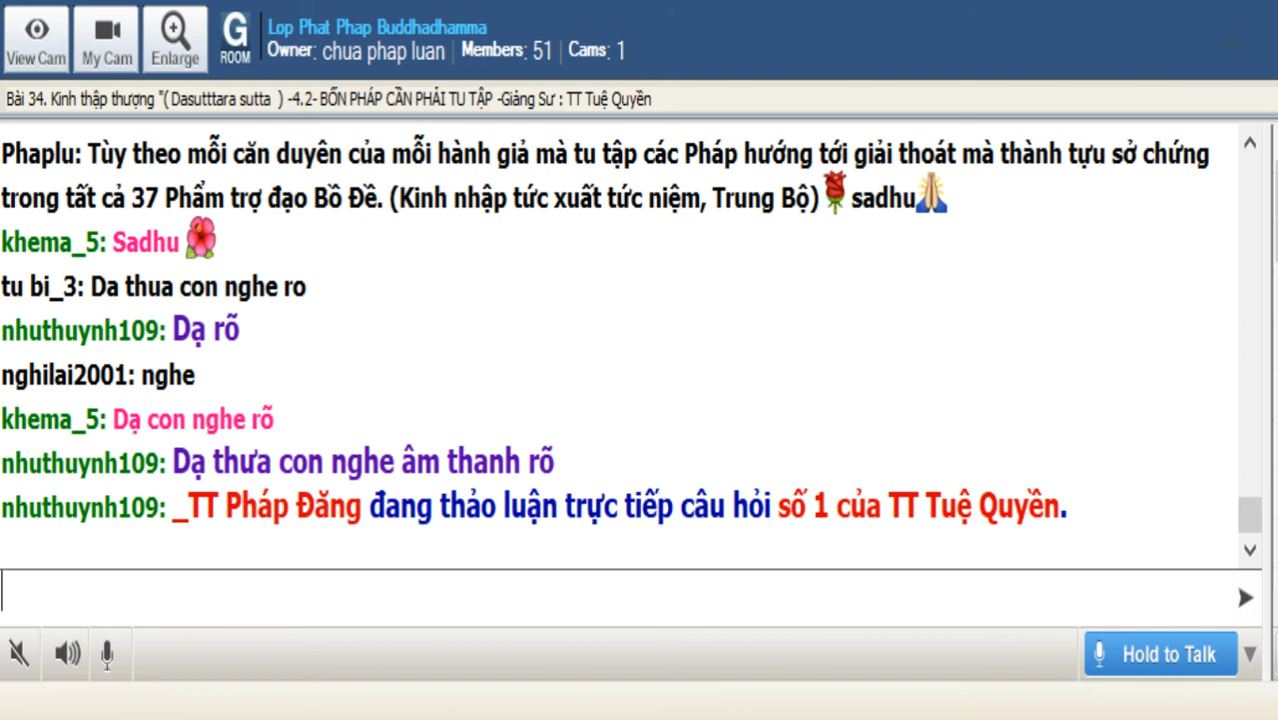 Lop Phat Phap Buddhadhamma
G ROOM
Owner: chua phap luan | Members: 51 | Cams: 1
View Cam My Cam Enlarge
Bài 34. Kinh thập thượng "( Dasutttara sutta ) -4.2- BỐN PHÁP CẦN PHẢI TU TẬP -Giảng Sư : TT Tuệ Quyền
Phaplu: Tùy theo mỗi căn duyên của mỗi hành giả mà tu tập các Pháp hướng tới giải thoát mà thành tựu sở chứng
trong tất cả 37 Phẩm trợ đạo Bồ Đề. (Kinh nhập tức xuất tức niệm, Trung Bộ) sadhu
khema_5: Sadhu
tu bi_3: Da thua con nghe ro
nhuthuynh109: Dạ rõ
nghilai2001: nghe
khema_5: Dạ con nghe rõ
nhuthuynh109: Dạ thưa con nghe âm thanh rõ
nhuthuynh109: _TT Pháp Đăng đang thảo luận trực tiếp câu hỏi số 1 của TT Tuệ Quyền.
Hold to Talk